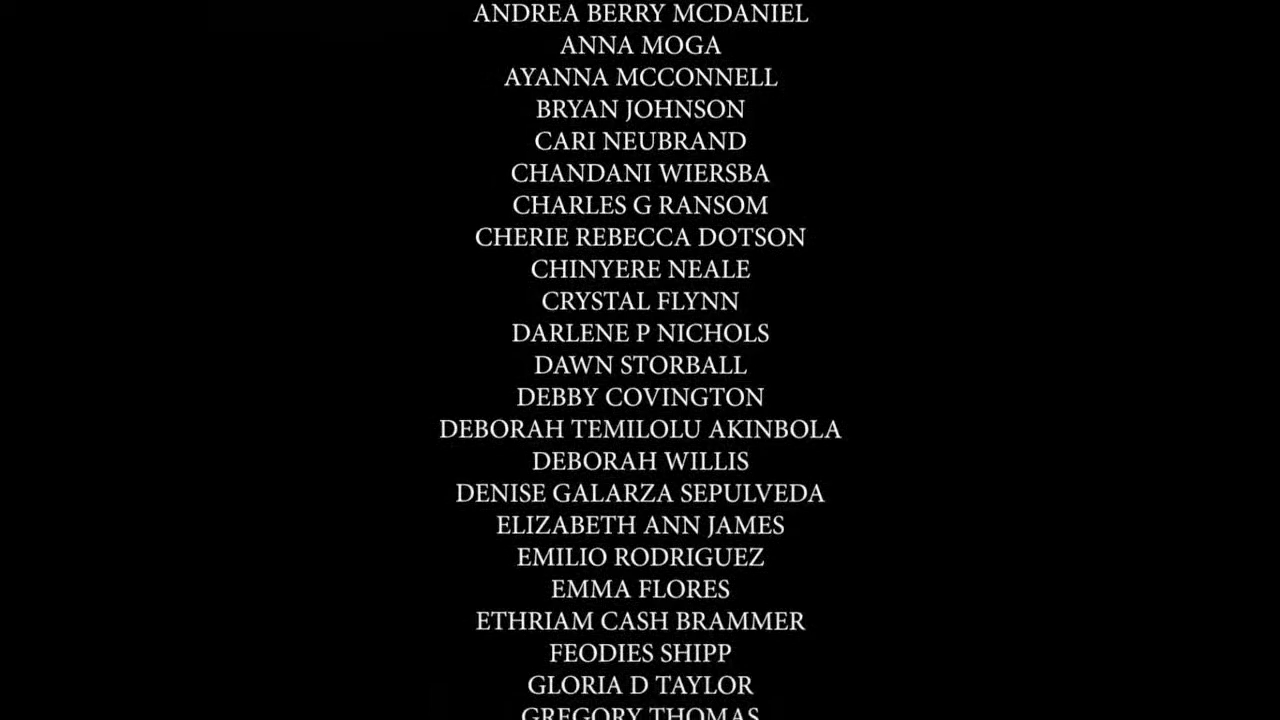 ANDREA BERRY MCDANIEL
ANNA MOGA
AYANNA MCCONNELL
BRYAN JOHNSON
CARI NEUBRAND
CHANDANI WIERSBA
CHARLES G RANSOM
CHERIE REBECCA DOTSON
CHINYERE NEALE
CRYSTAL FLYNN
DARLENE P NICHOLS
DAWN STORBALL
DEBBY COVINGTON
DEBORAH TEMILOLU AKINBOLA
DEBORAH WILLIS
DENISE GALARZA SEPULVEDA
ELIZABETH ANN JAMES
EMILIO RODRIGUEZ
EMMA FLORES
ETHRIAM CASH BRAMMER
FEODIES SHIPP
GLORIA D TAYLOR
GREGORY THOMAS